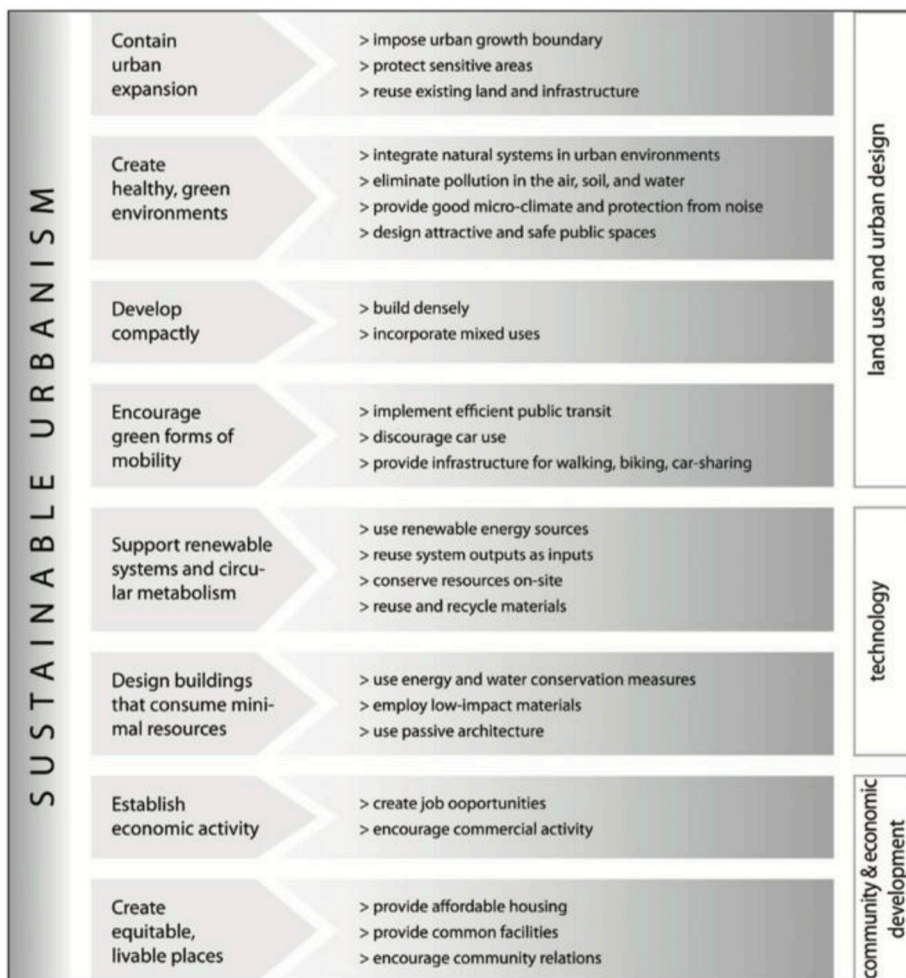 SUSTAINABLE URBANISM
Contain
urban
expansion
> impose urban growth boundary
> protect sensitive areas
> reuse existing land and infrastructure
Create
healthy, green
environments
> integrate natural systems in urban environments
> eliminate pollution in the air, soil, and water
> provide good micro-climate and protection from noise
> design attractive and safe public spaces
Develop
compactly
> build densely
> incorporate mixed uses
Encourage
green forms of
mobility
> implement efficient public transit
> discourage car use
> provide infrastructure for walking, biking, car-sharing
land use and urban design
Support renewable
systems and circu-
lar metabolism
> use renewable energy sources
> reuse system outputs as inputs
> conserve resources on-site
> reuse and recycle materials
Design buildings
that consume mini-
mal resources
> use energy and water conservation measures
> employ low-impact materials
> use passive architecture
technology
Establish
economic activity
> create job ooportunities
> encourage commercial activity
Create
equitable,
livable places
> provide affordable housing
> provide common facilities
> encourage community relations
community & economic
development